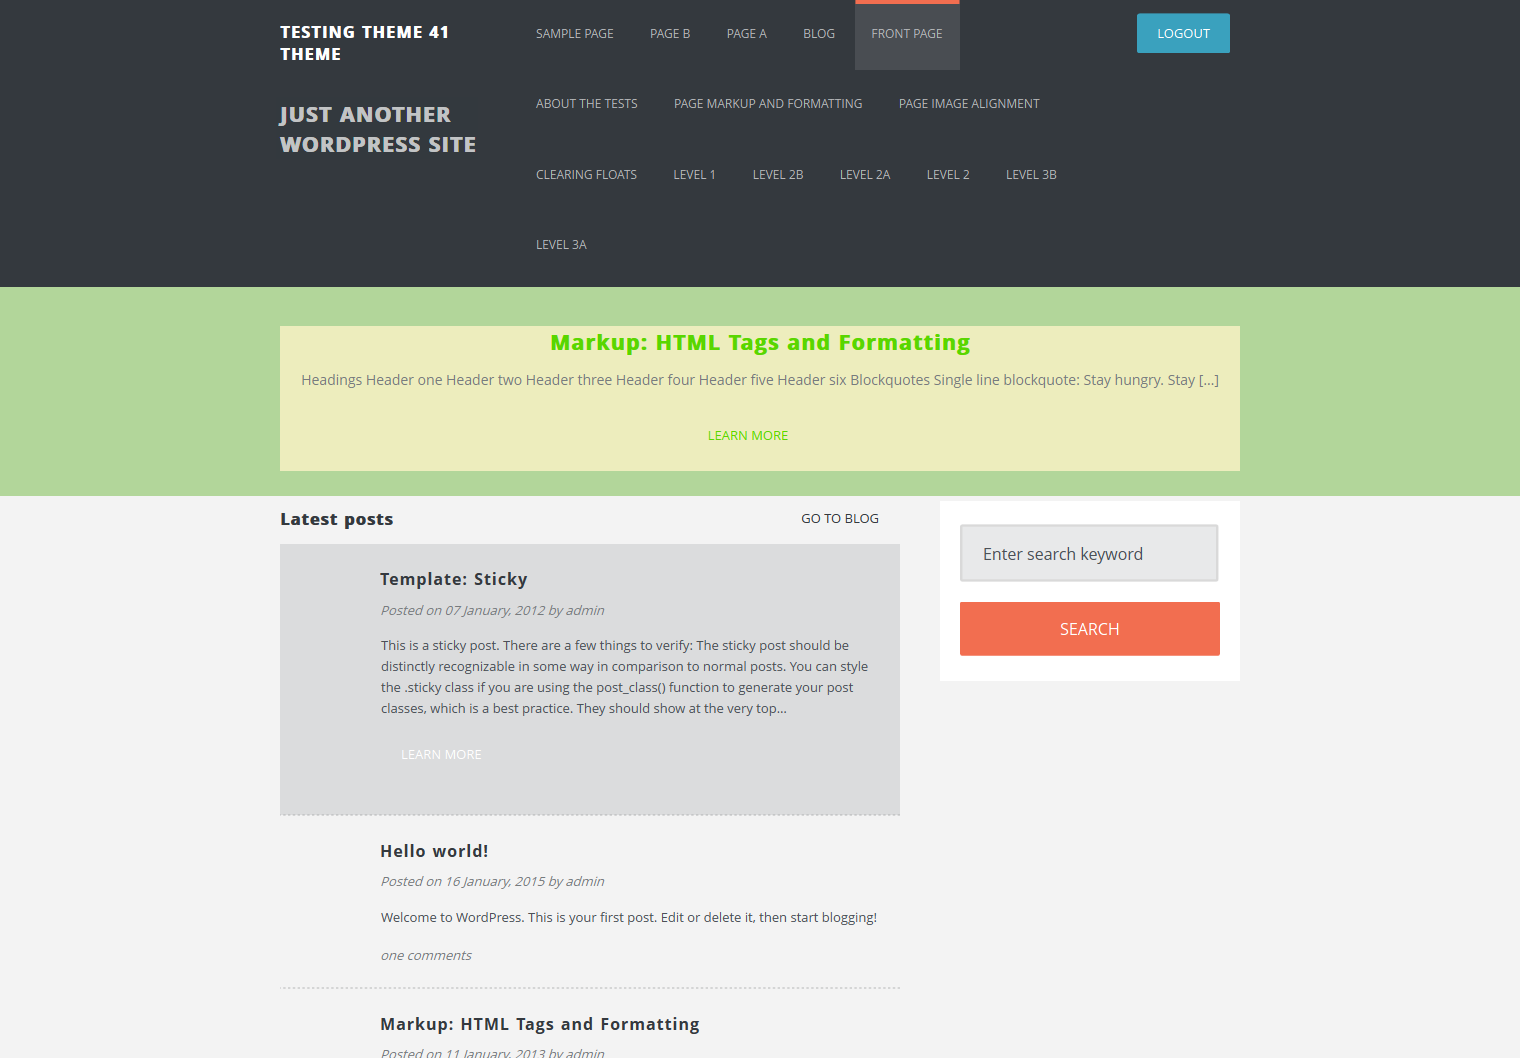 TESTING THEME 41
THEME
JUST ANOTHER
WORDPRESS SITE
SAMPLE PAGE PAGE B PAGE A BLOG FRONT PAGE
ABOUT THE TESTS PAGE MARKUP AND FORMATTING PAGE IMAGE ALIGNMENT
CLEARING FLOATS LEVEL 1 LEVEL 2B LEVEL 2A LEVEL 2 LEVEL 3B
LEVEL 3A
LOGOUT
Markup: HTML Tags and Formatting
Headings Header one Header two Header three Header four Header five Header six Blockquotes Single line blockquote: Stay hungry. Stay [...]
LEARN MORE
Latest posts
GO TO BLOG
Template: Sticky
Posted on 07 January, 2012 by admin
This is a sticky post. There are a few things to verify: The sticky post should be
distinctly recognizable in some way in comparison to normal posts. You can style
the .sticky class if you are using the post_class() function to generate your post
classes, which is a best practice. They should show at the very top...
LEARN MORE
Hello world!
Posted on 16 January, 2015 by admin
Welcome to WordPress. This is your first post. Edit or delete it, then start blogging!
one comments
Markup: HTML Tags and Formatting
Posted on 11 January, 2013 by admin
Enter search keyword
SEARCH